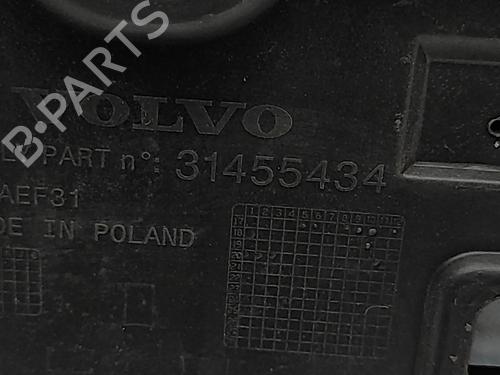 B-PARTS
VOLVO
PART n°: 31455434
AEF31
DE IN POLAND